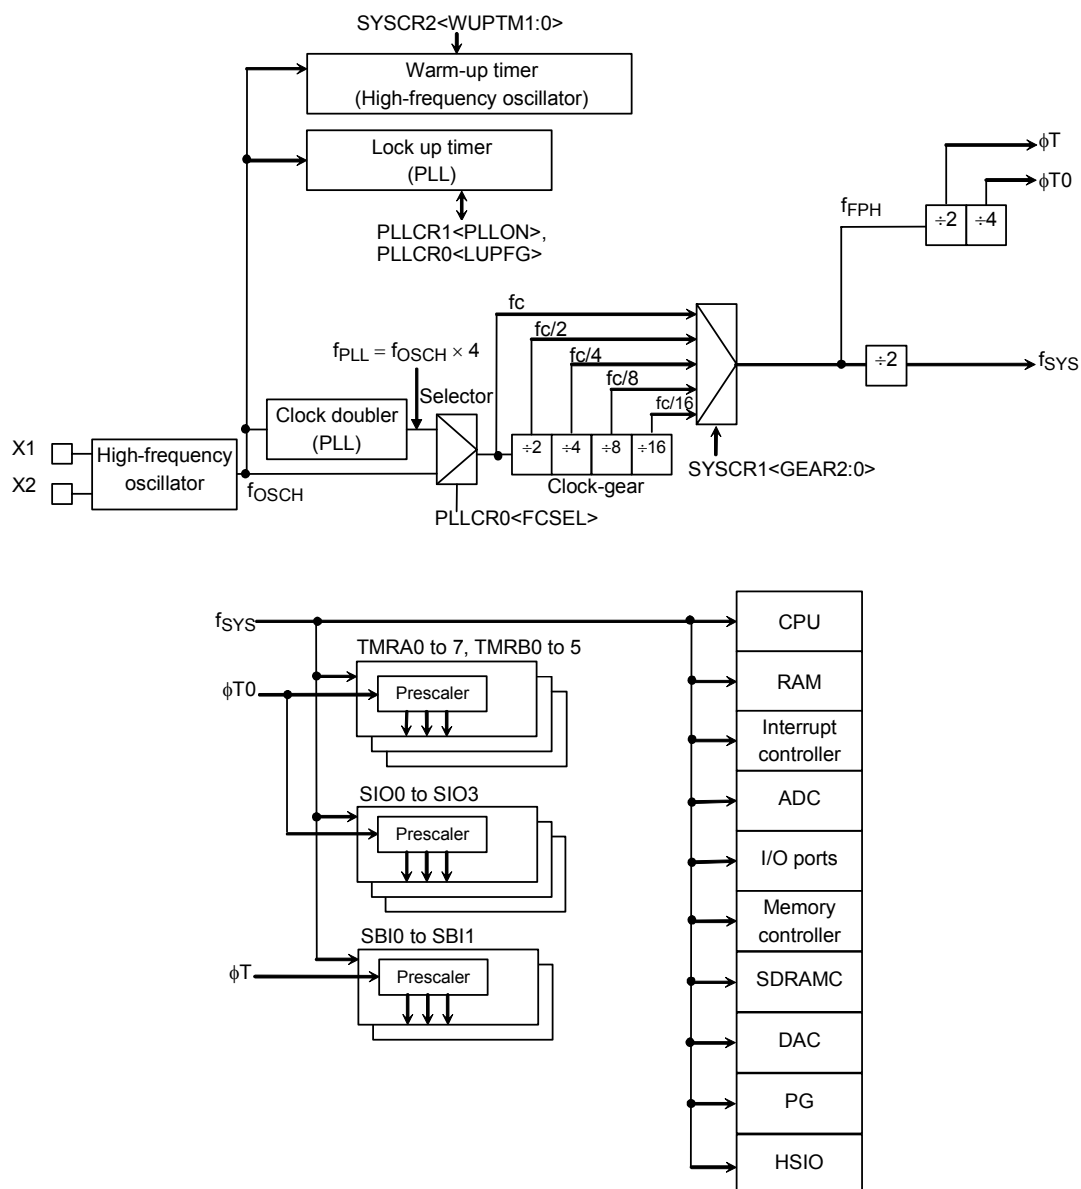 SYSCR2<WUPTM1:0>
Warm-up timer
(High-frequency oscillator)
Lock up timer
(PLL)
PLLCR1<PLLON>,
PLLCR0<LUPFG>
ϕT
ϕT0
fFPH
÷2
÷4
fc
fc/2
fc/4
fc/8
fc/16
fPLL = fOSCH × 4
Selector
÷2
fSYS
Clock doubler
(PLL)
X1
X2
High-frequency
oscillator
fOSCH
÷2
÷4
÷8
÷16
Clock-gear
SYSCR1<GEAR2:0>
PLLCR0<FCSEL>
fSYS
TMRA0 to 7, TMRB0 to 5
ϕT0
Prescaler
SIO0 to SIO3
Prescaler
SBI0 to SBI1
ϕT
Prescaler
CPU
RAM
Interrupt
controller
ADC
I/O ports
Memory
controller
SDRAMC
DAC
PG
HSIO